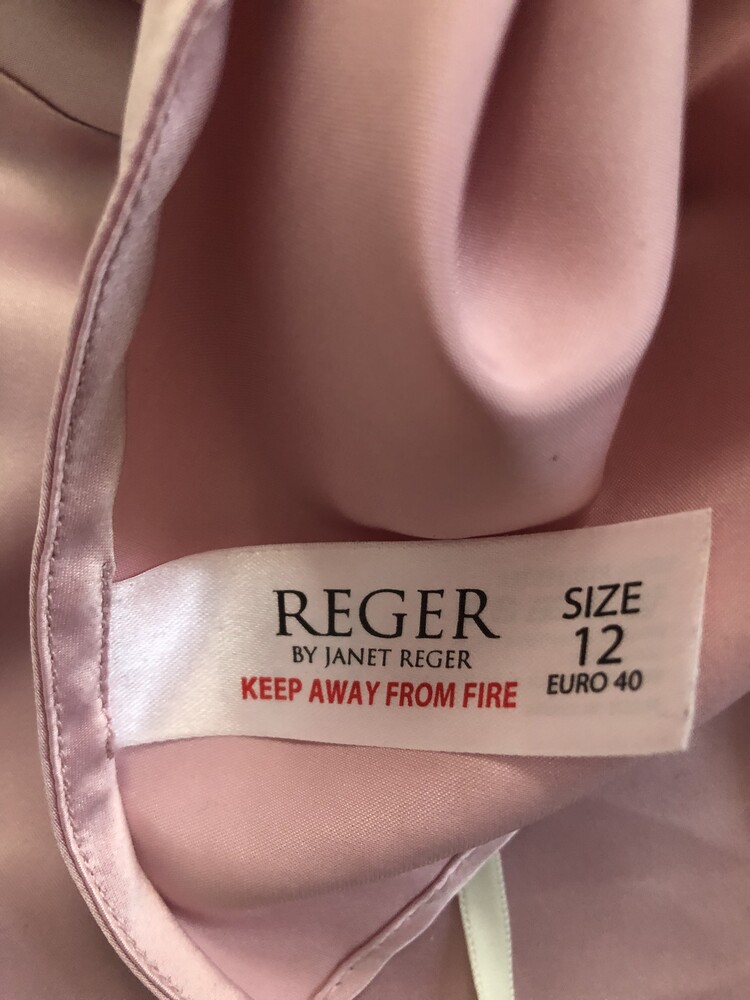 REGER
BY JANET REGER
KEEP AWAY FROM FIRE
SIZE
12
EURO 40